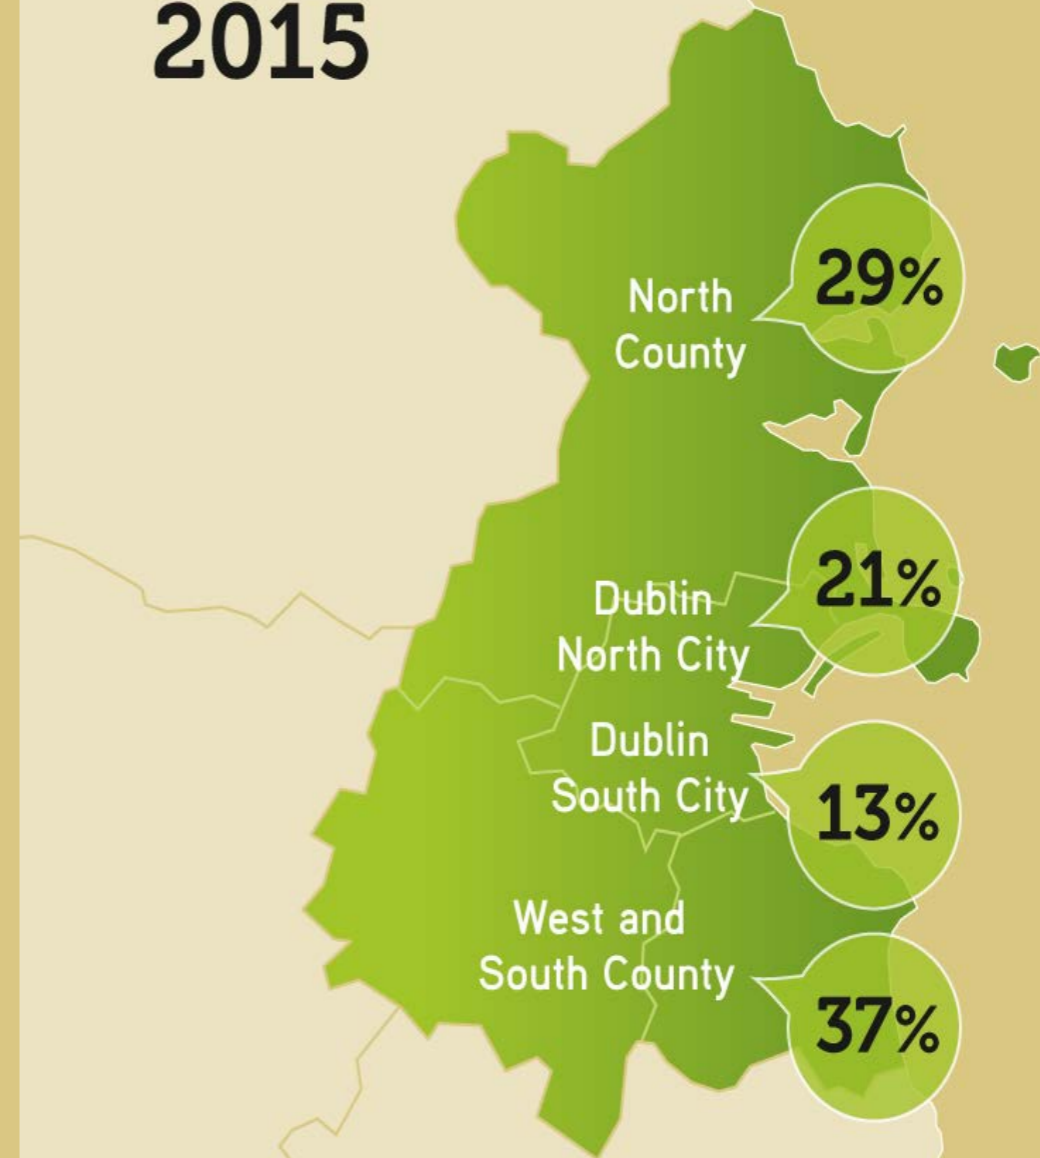 2015
29%
North
County
21%
Dublin
North City
Dublin
South City
13%
West and
South County
37%